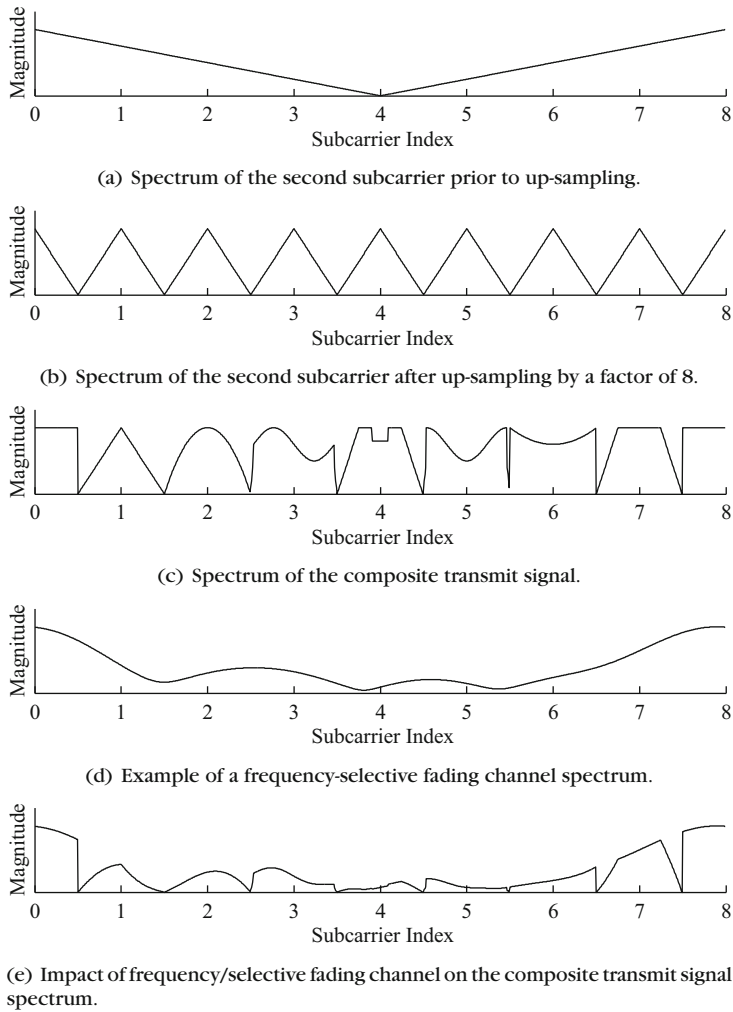 Magnitude
0 1 2 3 4 5 6 7 8
Subcarrier Index
(a) Spectrum of the second subcarrier prior to up-sampling.
Magnitude
0 1 2 3 4 5 6 7 8
Subcarrier Index
(b) Spectrum of the second subcarrier after up-sampling by a factor of 8.
Magnitude
0 1 2 3 4 5 6 7 8
Subcarrier Index
(c) Spectrum of the composite transmit signal.
Magnitude
0 1 2 3 4 5 6 7 8
Subcarrier Index
(d) Example of a frequency-selective fading channel spectrum.
Magnitude
0 1 2 3 4 5 6 7 8
Subcarrier Index
(e) Impact of frequency/selective fading channel on the composite transmit signal
spectrum.